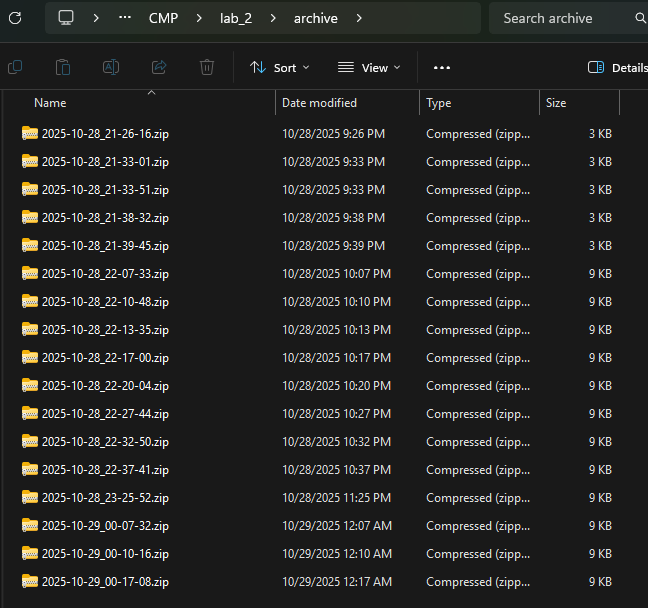 ··· CMP > lab_2 > archive > Search archive
Sort View ··· Details
Name Date modified Type Size
2025-10-28_21-26-16.zip 10/28/2025 9:26 PM Compressed (zipp... 3 KB
2025-10-28_21-33-01.zip 10/28/2025 9:33 PM Compressed (zipp... 3 KB
2025-10-28_21-33-51.zip 10/28/2025 9:33 PM Compressed (zipp... 3 KB
2025-10-28_21-38-32.zip 10/28/2025 9:38 PM Compressed (zipp... 3 KB
2025-10-28_21-39-45.zip 10/28/2025 9:39 PM Compressed (zipp... 3 KB
2025-10-28_22-07-33.zip 10/28/2025 10:07 PM Compressed (zipp... 9 KB
2025-10-28_22-10-48.zip 10/28/2025 10:10 PM Compressed (zipp... 9 KB
2025-10-28_22-13-35.zip 10/28/2025 10:13 PM Compressed (zipp... 9 KB
2025-10-28_22-17-00.zip 10/28/2025 10:17 PM Compressed (zipp... 9 KB
2025-10-28_22-20-04.zip 10/28/2025 10:20 PM Compressed (zipp... 9 KB
2025-10-28_22-27-44.zip 10/28/2025 10:27 PM Compressed (zipp... 9 KB
2025-10-28_22-32-50.zip 10/28/2025 10:32 PM Compressed (zipp... 9 KB
2025-10-28_22-37-41.zip 10/28/2025 10:37 PM Compressed (zipp... 9 KB
2025-10-28_23-25-52.zip 10/28/2025 11:25 PM Compressed (zipp... 9 KB
2025-10-29_00-07-32.zip 10/29/2025 12:07 AM Compressed (zipp... 9 KB
2025-10-29_00-10-16.zip 10/29/2025 12:10 AM Compressed (zipp... 9 KB
2025-10-29_00-17-08.zip 10/29/2025 12:17 AM Compressed (zipp... 9 KB